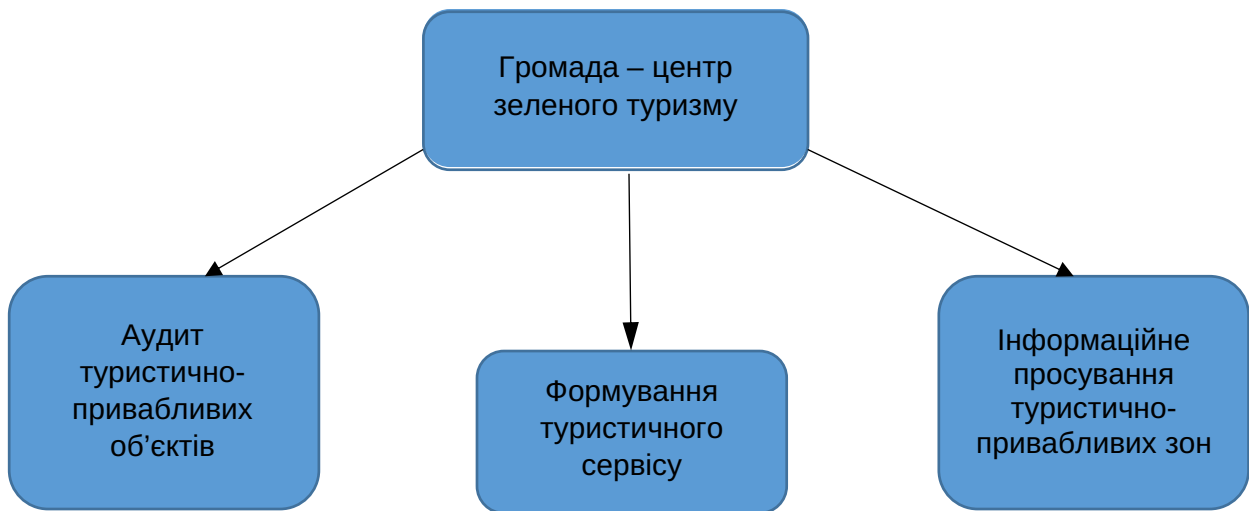 Громада – центр
зеленого туризму
Аудит
туристично-
привабливих
об’єктів
Формування
туристичного
сервісу
Інформаційне
просування
туристично-
привабливих зон